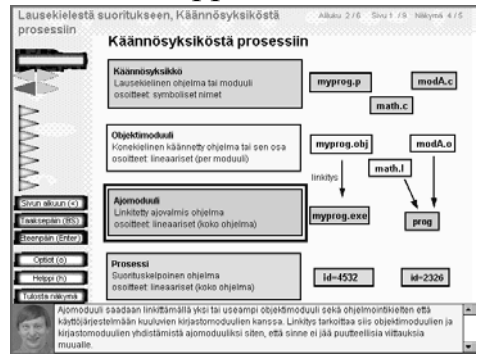 Lausekielestä suoritukseen, Käännösyksiköstä prosessiin
Alluku 2 / 6 Sivu 1 / 9 Näkymä 4 / 5
Käännösyksiköstä prosessiin
Käännösyksikkö
Lausekielinen ohjelma tai moduuli
osoitteet: symboliset nimet
myprog.p
modA.c
math.c
Objektimoduuli
Konekielinen käännetty ohjelma tai sen osa
osoitteet: lineaariset (per moduuli)
myprog.obj
modA.o
math.l
linkitys
Ajomoduuli
Linkitetty ajovalmis ohjelma
osoitteet: lineaariset (koko ohjelma)
myprog.exe
prog
Prosessi
Suorituskelpoinen ohjelma
osoitteet: lineaariset (koko ohjelma)
id=4532
id=2326
Sivun alkuun (<)
Taaksepäin (BS)
Eteenpäin (Enter)
Optiot (o)
Helppi (h)
Tulosta näkymä
Ajomoduuli saadaan linkittämällä yksi tai useampi objektimoduuli sekä ohjelmointikielten että
käyttöjärjestelmään kuuluvien kirjastomoduulien kanssa. Linkitys tarkoittaa siis objektimoduulien ja
kirjastomoduulien yhdistämistä ajomoduuliksi siten, että sinne ei jää puutteellisia viittauksia
muualle.